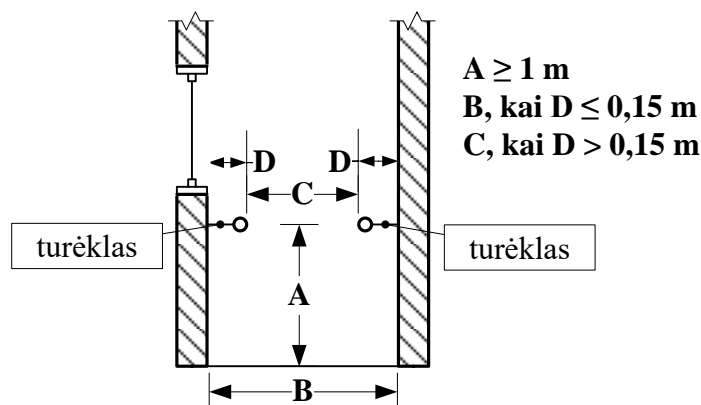 A ≥ 1 m
B, kai D ≤ 0,15 m
C, kai D > 0,15 m
D
D
C
turėklas
turėklas
A
B